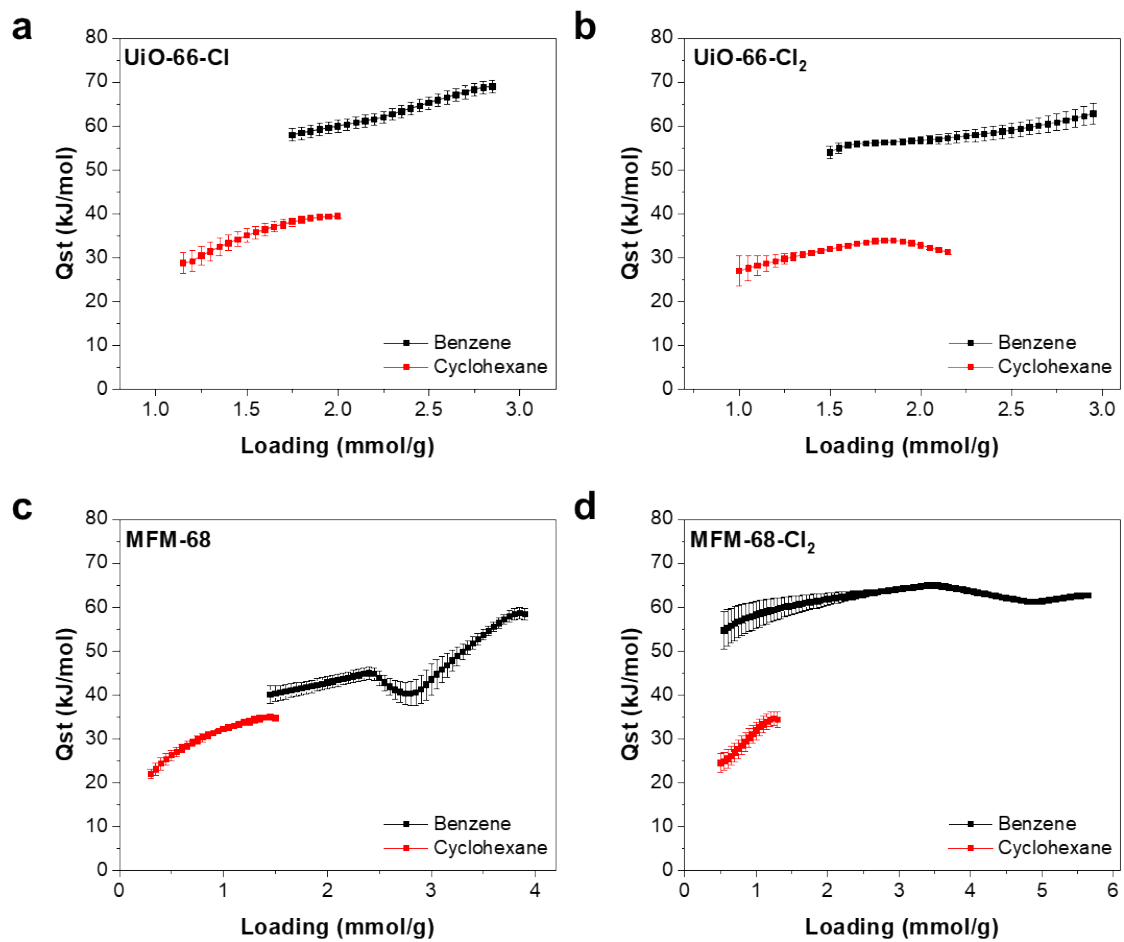 a
UiO-66-Cl
80
70
60
50
40
30
20
10
0
Qst (kJ/mol)
Benzene
Cyclohexane
1.0 1.5 2.0 2.5 3.0
Loading (mmol/g)
b
UiO-66-Cl₂
80
70
60
50
40
30
20
10
0
Qst (kJ/mol)
Benzene
Cyclohexane
1.0 1.5 2.0 2.5 3.0
Loading (mmol/g)
c
MFM-68
80
70
60
50
40
30
20
10
0
Qst (kJ/mol)
Benzene
Cyclohexane
0 1 2 3 4
Loading (mmol/g)
d
MFM-68-Cl₂
80
70
60
50
40
30
20
10
0
Qst (kJ/mol)
Benzene
Cyclohexane
0 1 2 3 4 5 6
Loading (mmol/g)